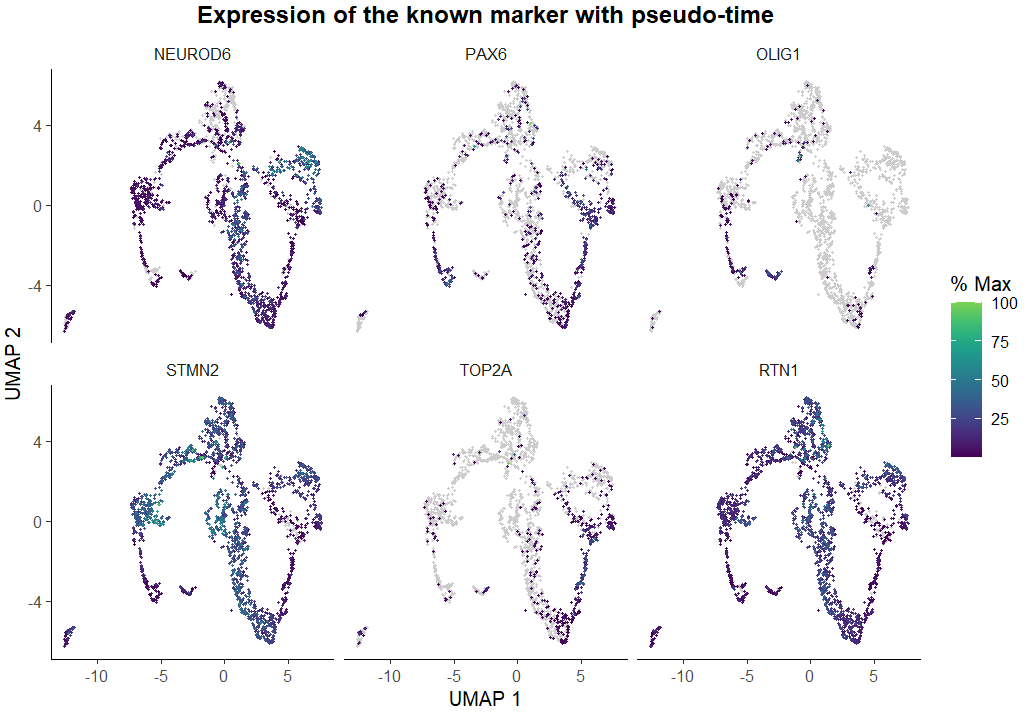 Expression of the known marker with pseudo-time
NEUROD6 PAX6 OLIG1
4
0
-4
STMN2 TOP2A RTN1
4
0
-4
-10 -5 0 5 -10 -5 0 5 -10 -5 0 5
UMAP 1
UMAP 2
% Max
100
75
50
25